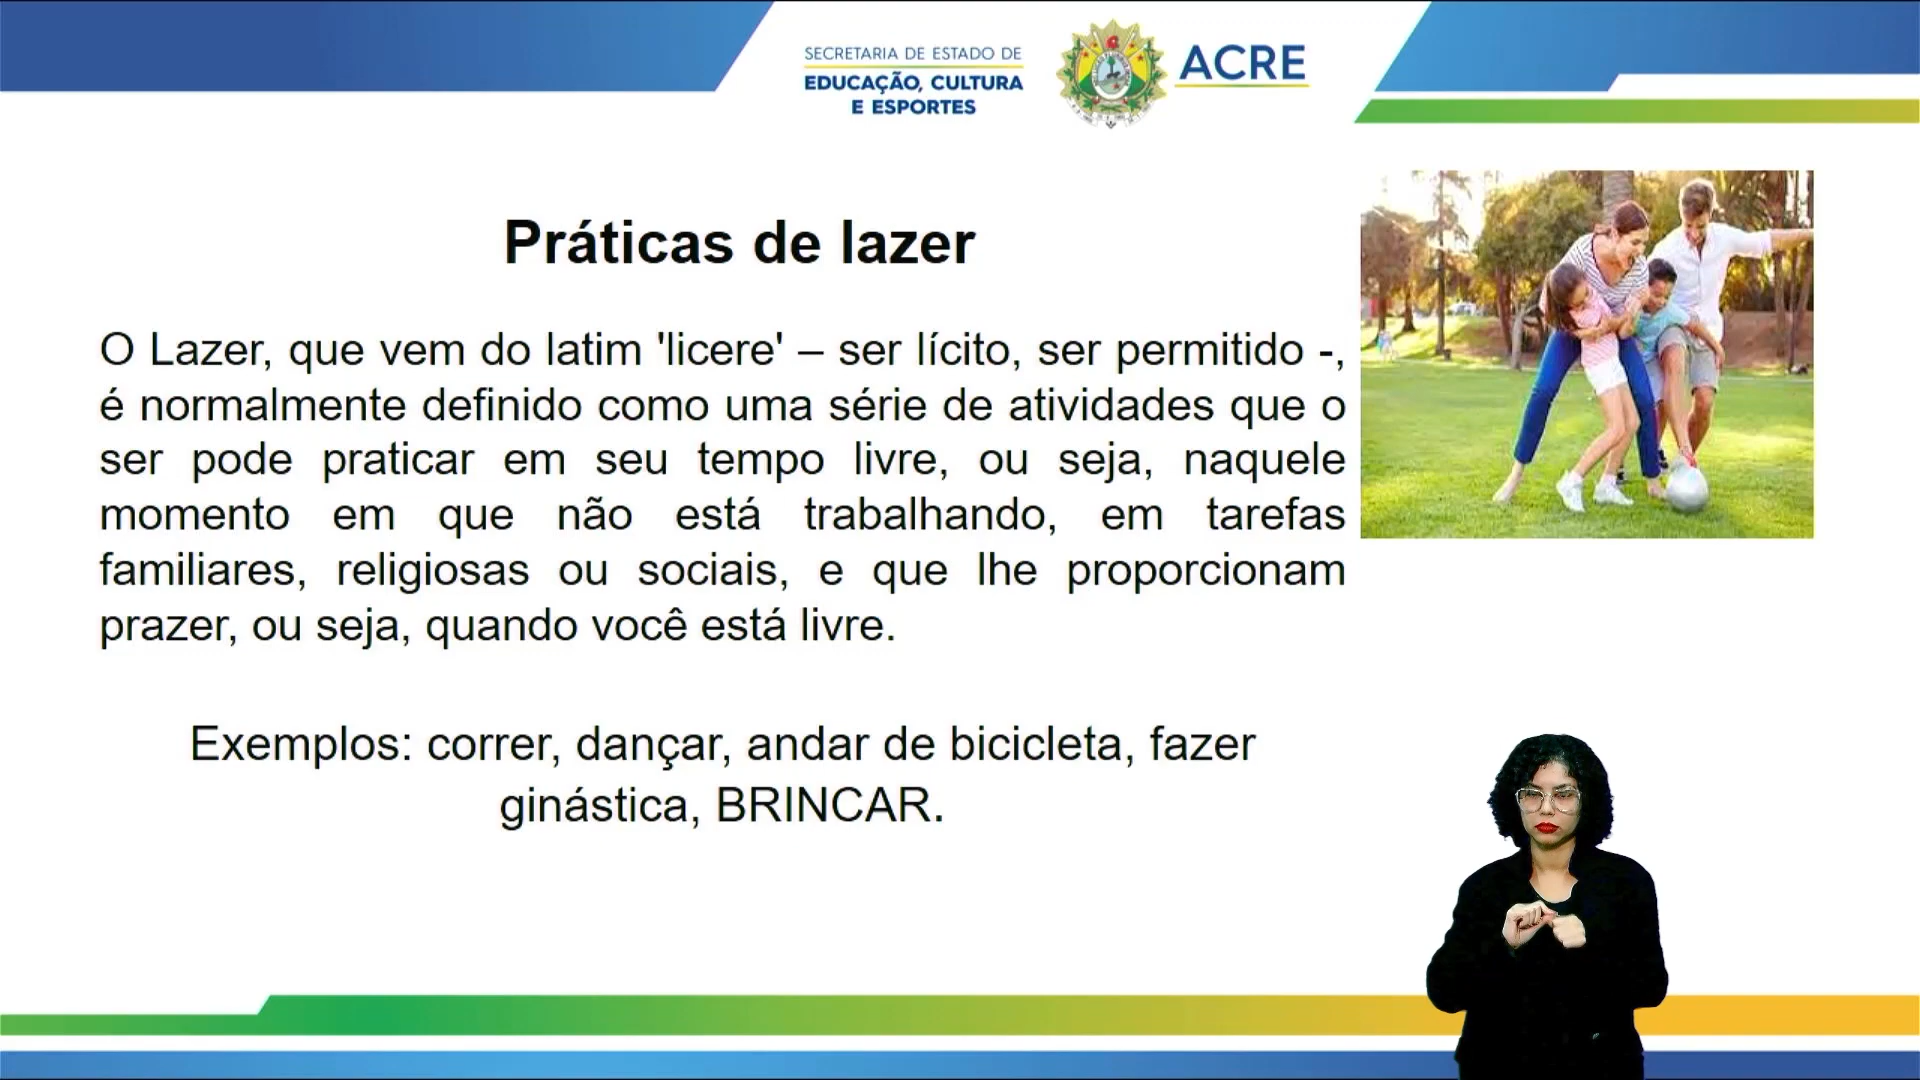 SECRETARIA DE ESTADO DE
EDUCAÇÃO, CULTURA
E ESPORTES
ACRE
Práticas de lazer
O Lazer, que vem do latim 'licere' – ser lícito, ser permitido -,
é normalmente definido como uma série de atividades que o
ser pode praticar em seu tempo livre, ou seja, naquele
momento em que não está trabalhando, em tarefas
familiares, religiosas ou sociais, e que lhe proporcionam
prazer, ou seja, quando você está livre.
Exemplos: correr, dançar, andar de bicicleta, fazer
ginástica, BRINCAR.